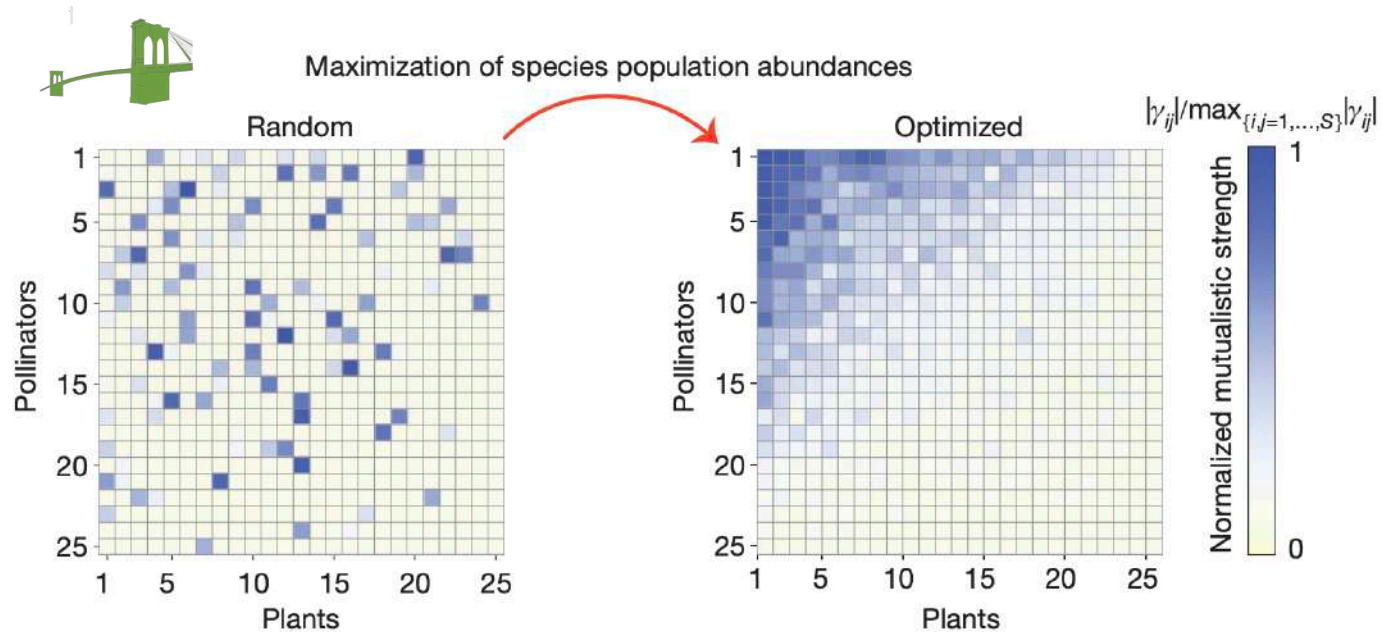 Maximization of species population abundances
Random
Optimized
|γij|/max{i,j=1,...,S}|γij|
Pollinators
1
5
10
15
20
25
1 5 10 15 20 25
Plants
Pollinators
1
5
10
15
20
25
1 5 10 15 20 25
Plants
Normalized mutualistic strength
1
0